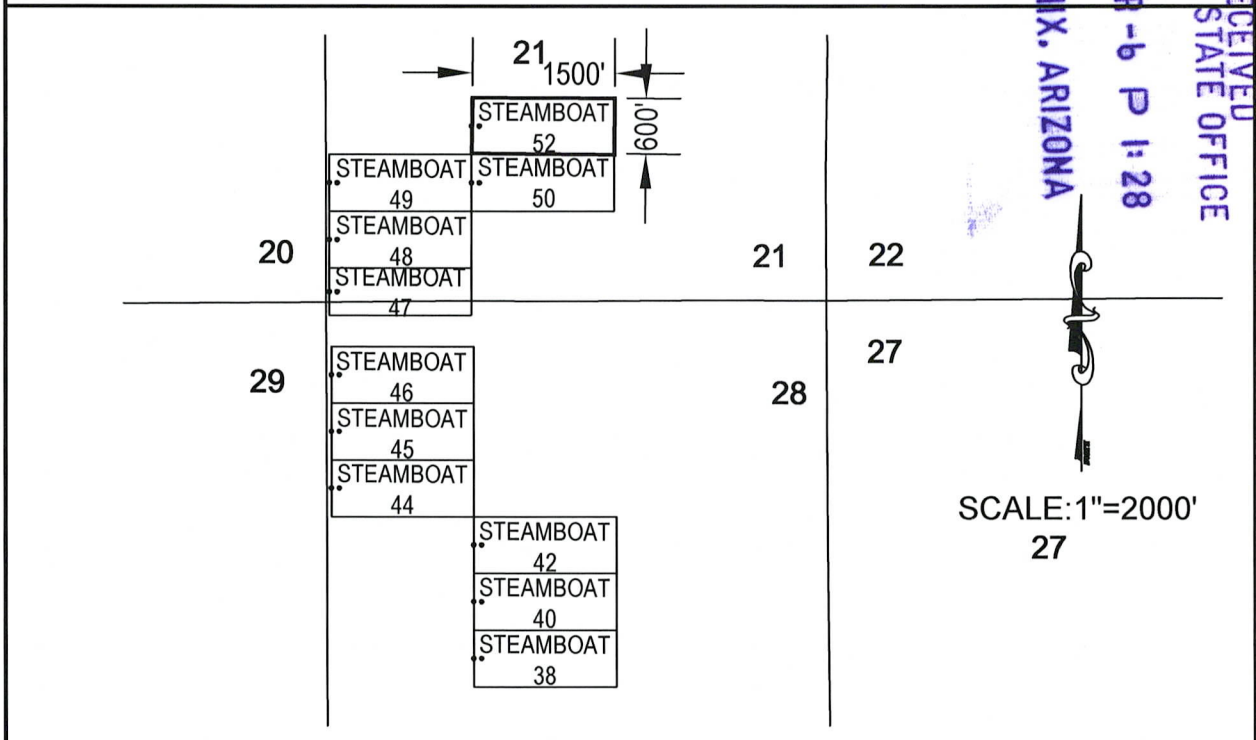 21
1500'
600'
STEAMBOAT
52
STEAMBOAT
49
STEAMBOAT
50
STEAMBOAT
48
STEAMBOAT
47
20
21
22
29
28
27
STEAMBOAT
46
STEAMBOAT
45
STEAMBOAT
44
STEAMBOAT
42
STEAMBOAT
40
STEAMBOAT
38
SCALE:1"=2000'
27
STATE OFFICE
P 1:28
ARIZONA